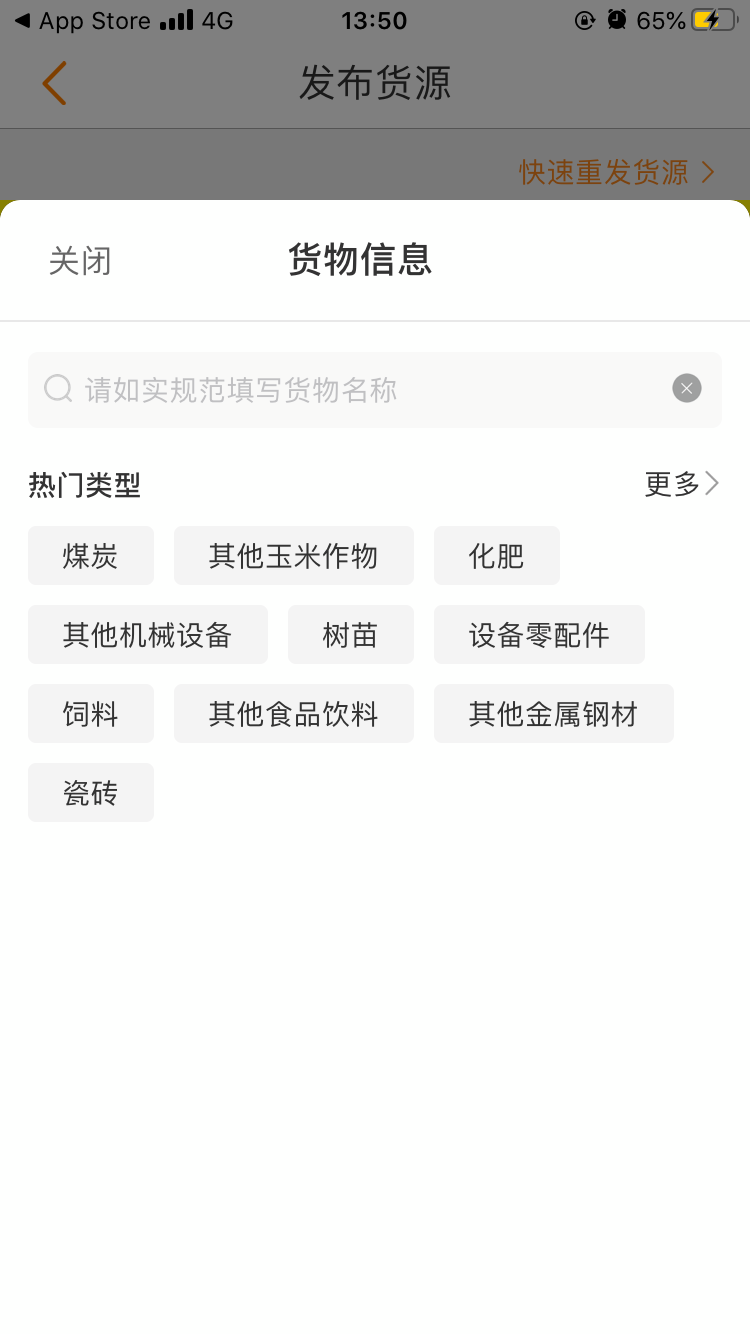 App Store 4G 13:50 65%
发布货源
快速重发货源
关闭 货物信息
请如实规范填写货物名称
热门类型 更多
煤炭 其他玉米作物 化肥
其他机械设备 树苗 设备零配件
饲料 其他食品饮料 其他金属钢材
瓷砖